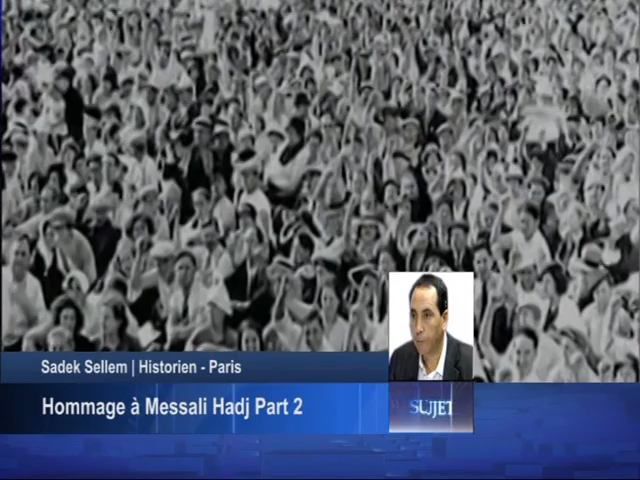 Sadek Sellem | Historien - Paris
Hommage à Messali Hadj Part 2
SUJET